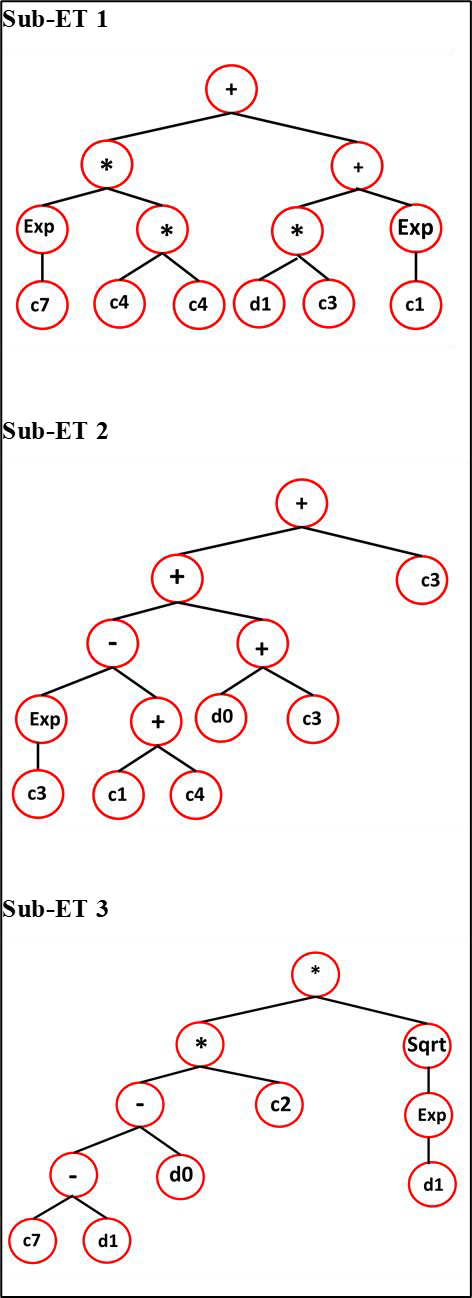 Sub-ET 1
+
* +
Exp * * Exp
c7 c4 c4 d1 c3 c1
Sub-ET 2
+
+ c3
- +
Exp + d0 c3
c3 c1 c4
Sub-ET 3
*
* Sqrt
- c2 Exp
- d0 d1
c7 d1